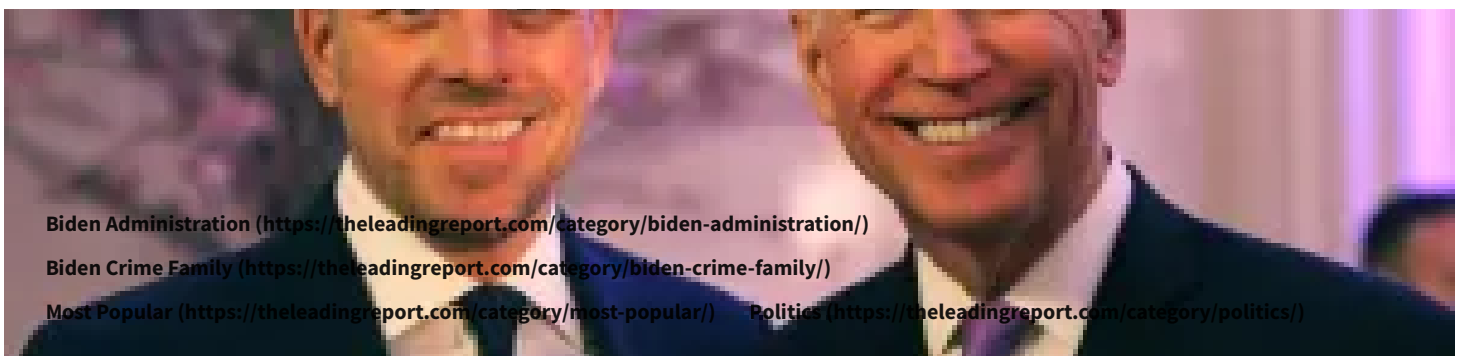 Biden Administration (https://theleadingreport.com/category/biden-administration/)
Biden Crime Family (https://theleadingreport.com/category/biden-crime-family/)
Most Popular (https://theleadingreport.com/category/most-popular/) Politics (https://theleadingreport.com/category/politics/)